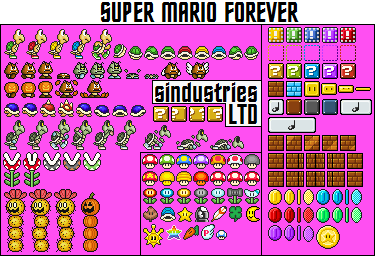 SUPER MARIO FOREVER
sindustries
? ? ? ?
LTD
! ! ! ! !
? ? ? ? ?
P